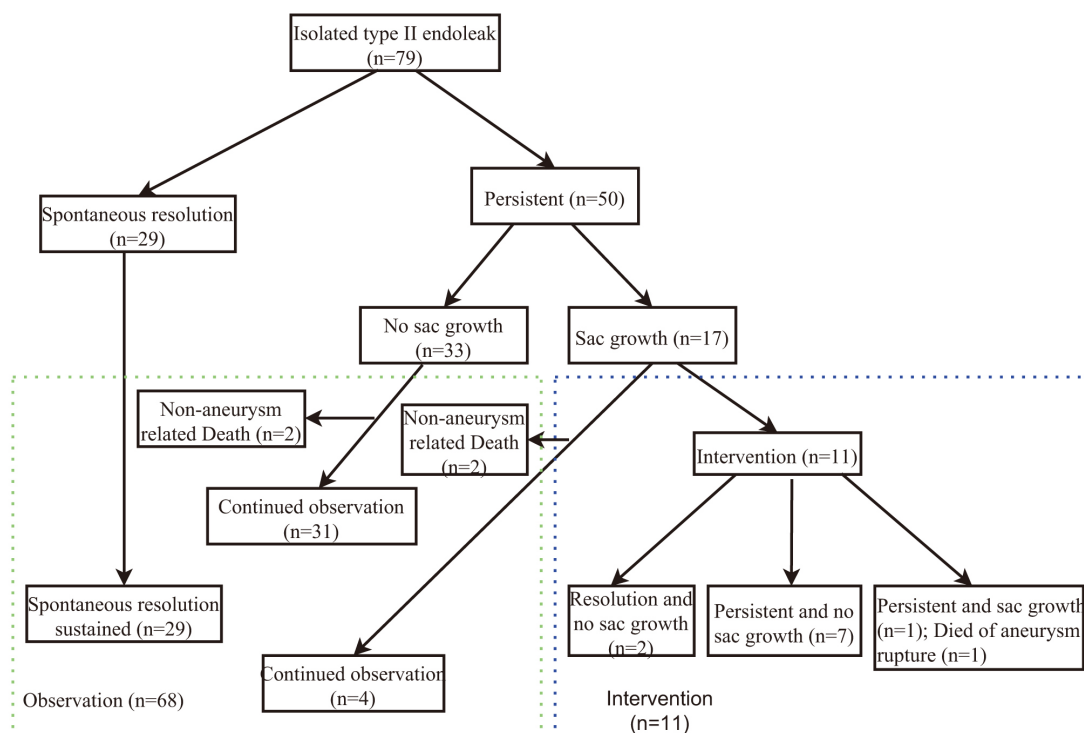 Isolated type II endoleak
(n=79)
Persistent (n=50)
Spontaneous resolution
(n=29)
No sac growth
(n=33)
Sac growth (n=17)
Non-aneurysm
related Death (n=2)
Non-aneurysm
related Death
(n=2)
Intervention (n=11)
Continued observation
(n=31)
Spontaneous resolution
sustained (n=29)
Resolution and
no sac growth
(n=2)
Persistent and no
sac growth (n=7)
Persistent and sac growth
(n=1); Died of aneurysm
rupture (n=1)
Continued observation
(n=4)
Observation (n=68)
Intervention
(n=11)